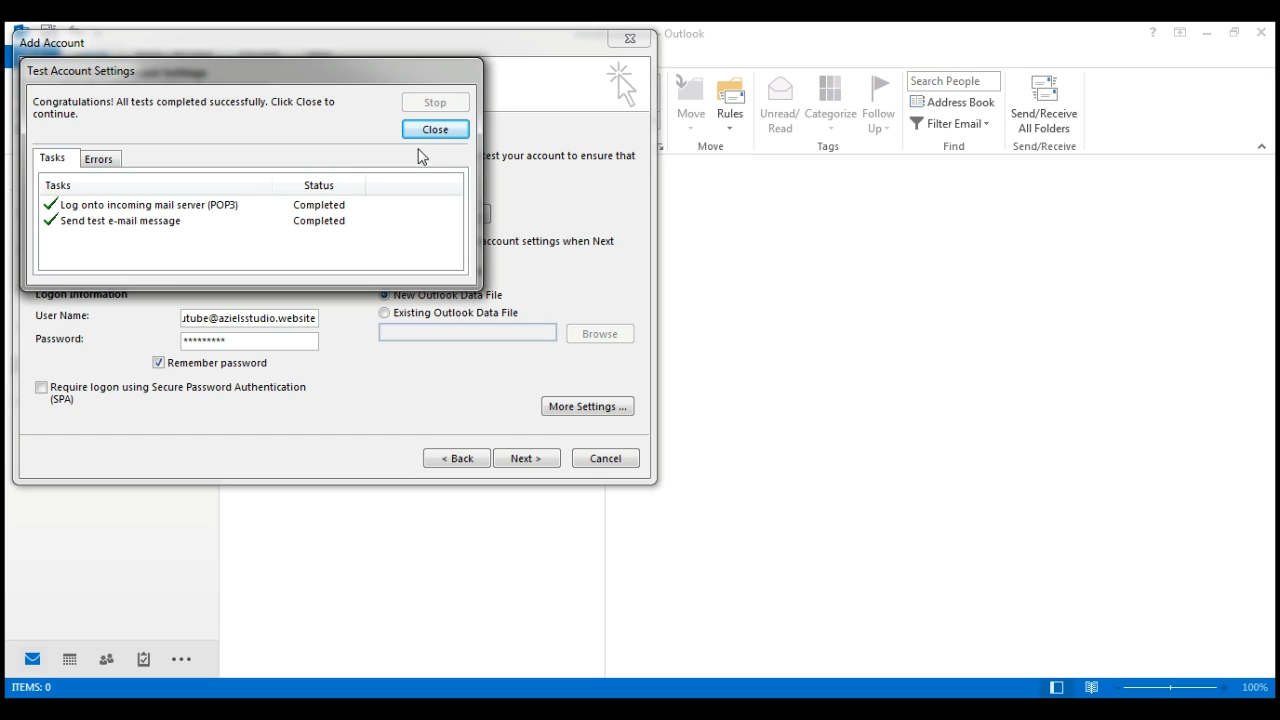 Add Account
- Outlook
?
Test Account Settings
Congratulations! All tests completed successfully. Click Close to
continue.
Stop
Close
Tasks
Errors
Tasks Status
Log onto incoming mail server (POP3) Completed
Send test e-mail message Completed
test your account to ensure that
account settings when Next
Logon Information
User Name:
utube@azielsstudio.website
Password:
*********
Remember password
Require logon using Secure Password Authentication
(SPA)
New Outlook Data File
Existing Outlook Data File
Browse
More Settings ...
< Back
Next >
Cancel
Move
Rules
Move
Unread/
Read
Categorize
Follow
Up
Tags
Search People
Address Book
Filter Email
Find
Send/Receive
All Folders
Send/Receive
ITEMS: 0
100%